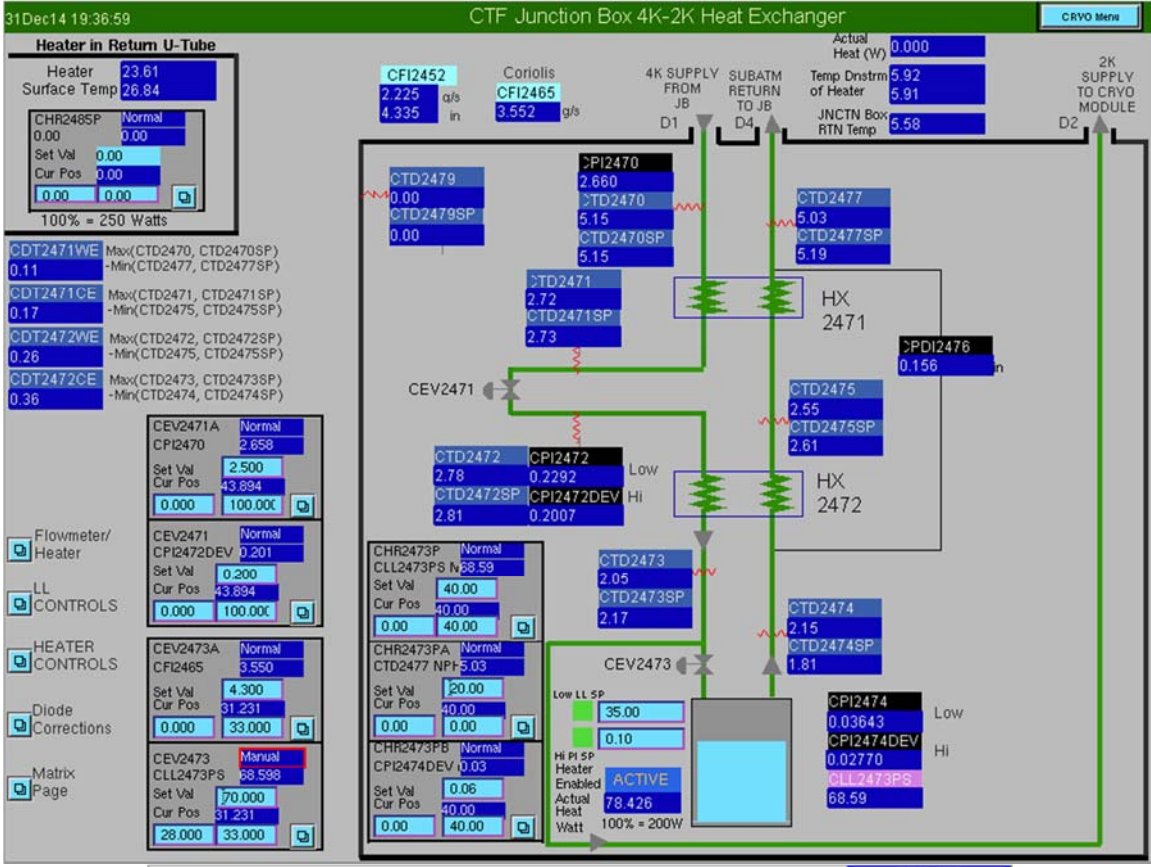 31Dec14 19:36:59
CTF Junction Box 4K-2K Heat Exchanger
CRYO Menu
Heater in Return U-Tube
Heater 23.61
Surface Temp 26.84
CHR2485P Normal
0.00 0.00
Set Val 0.00
Cur Pos 0.00
0.00 0.00
100% = 250 Watts
CFI2452
2.225 g/s
4.335 in
Coriolis
CFI2465
3.552 g/s
4K SUPPLY
FROM
JB
D1
SUBATM
RETURN
TO JB
D4
Actual
Heat (W) 0.000
Temp Dnstrm 5.92
of Heater 5.91
JNCTN Box
RTN Temp 5.58
2K
SUPPLY
TO CRYO
MODULE
D2
CDT2471WE Max(CTD2470, CTD2470SP)
0.11 -Min(CTD2477, CTD2477SP)
CDT2471CE Max(CTD2471, CTD2471SP)
0.17 -Min(CTD2475, CTD2475SP)
CDT2472WE Max(CTD2472, CTD2472SP)
0.26 -Min(CTD2475, CTD2475SP)
CDT2472CE Max(CTD2473, CTD2473SP)
0.36 -Min(CTD2474, CTD2474SP)
CTD2479
0.00
CTD2479SP
0.00
CPI2470
2.660
CTD2470
5.15
CTD2470SP
5.15
CTD2477
5.03
CTD2477SP
5.19
CTD2471
2.72
CTD2471SP
2.73
HX
2471
CPDI2476
0.156 in
CEV2471
CTD2475
2.55
CTD2475SP
2.61
CTD2472
2.78
CTD2472SP
2.81
CPI2472
0.2292 Low
CPI2472DEV Hi
0.2007
HX
2472
CEV2471A Normal
CPI2470 2.658
Set Val 2.500
Cur Pos 43.894
0.000 100.00(
CEV2471 Normal
CPI2472DEV 0.201
Set Val 0.200
Cur Pos 43.894
0.000 100.00(
CEV2473A Normal
CFI2465 3.550
Set Val 4.300
Cur Pos 31.231
0.000 33.000
CEV2473 Manual
CLL2473PS 68.598
Set Val 70.000
Cur Pos 31.231
28.000 33.000
Flowmeter/
Heater
LL
CONTROLS
HEATER
CONTROLS
Diode
Corrections
Matrix
Page
CHR2473P Normal
CLL2473PS N 68.59
Set Val 40.00
Cur Pos 40.00
0.00 40.00
CHR2473PA Normal
CTD2477 NPH 5.03
Set Val 20.00
Cur Pos 40.00
0.00 0.00
CHR2473PB Normal
CPI2474DEV 0.03
Set Val 0.06
Cur Pos 40.00
0.00 40.00
CTD2473
2.05
CTD2473SP
2.17
CTD2474
2.15
CTD2474SP
1.81
CEV2473
Low LL SP
35.00
0.10
Hi PI SP
Heater
Enabled ACTIVE
Actual
Heat 78.426
Watt 100% = 200W
CPI2474
0.03643 Low
CPI2474DEV
0.02770 Hi
CLL2473PS
68.59